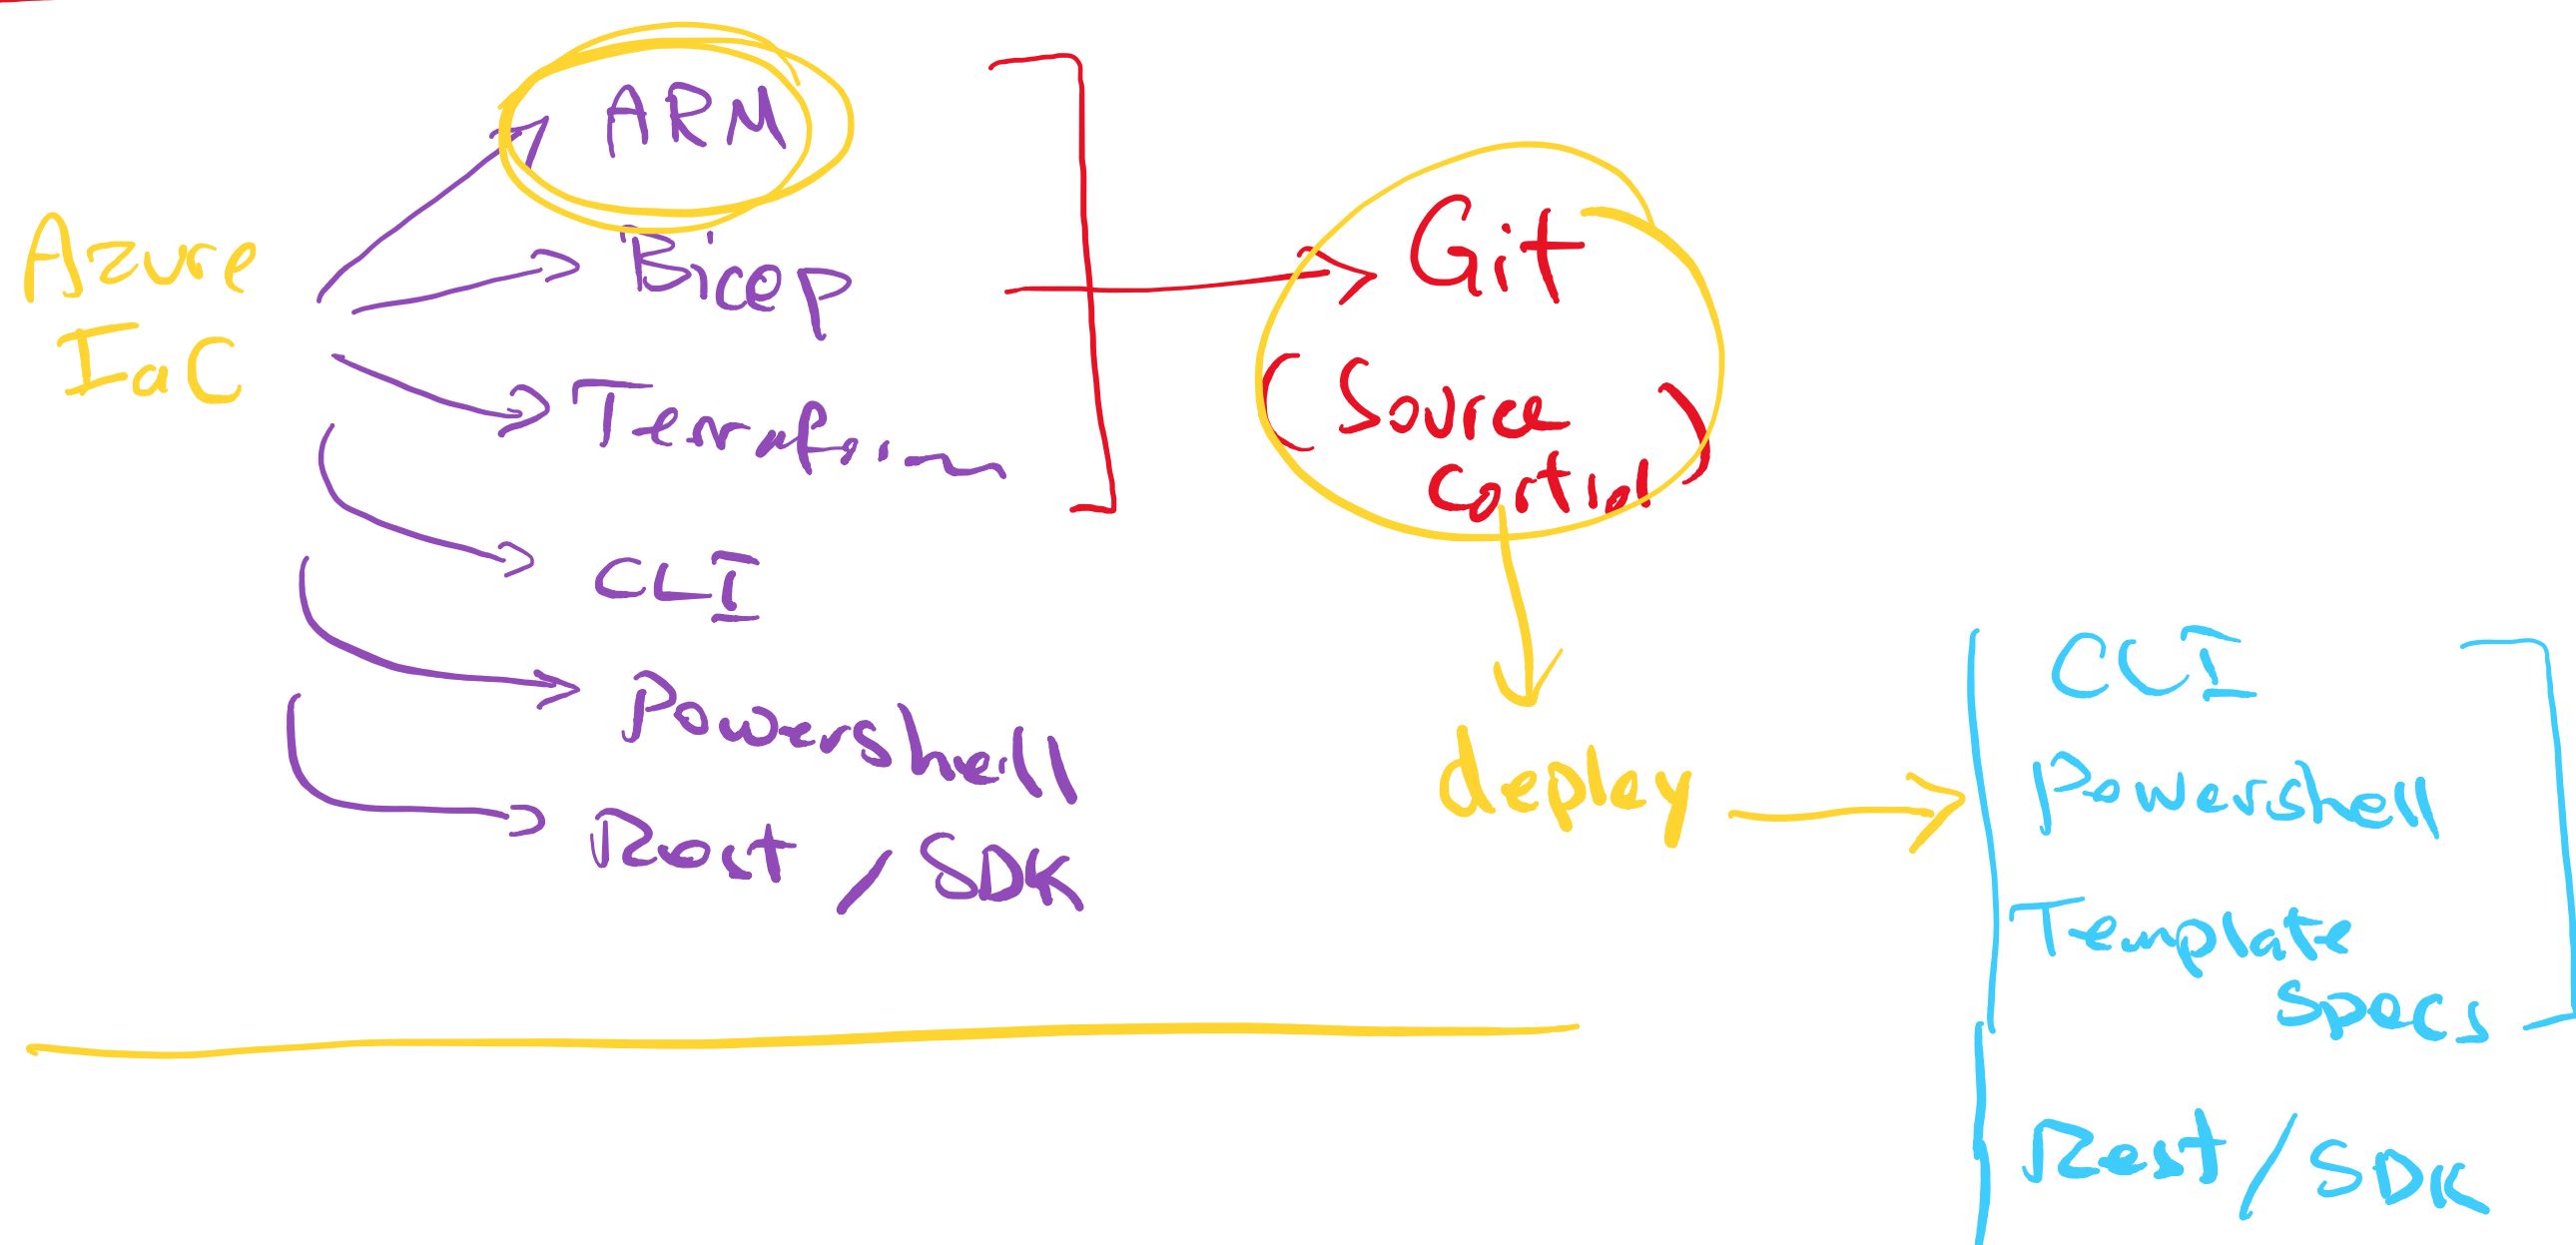 Azure
IaC
ARM
Bicep
Terraform
CLI
Powershell
Rest / SDK
Git
(Source
Control)
deploy
CLI
Powershell
Template
Specs
Rest / SDK